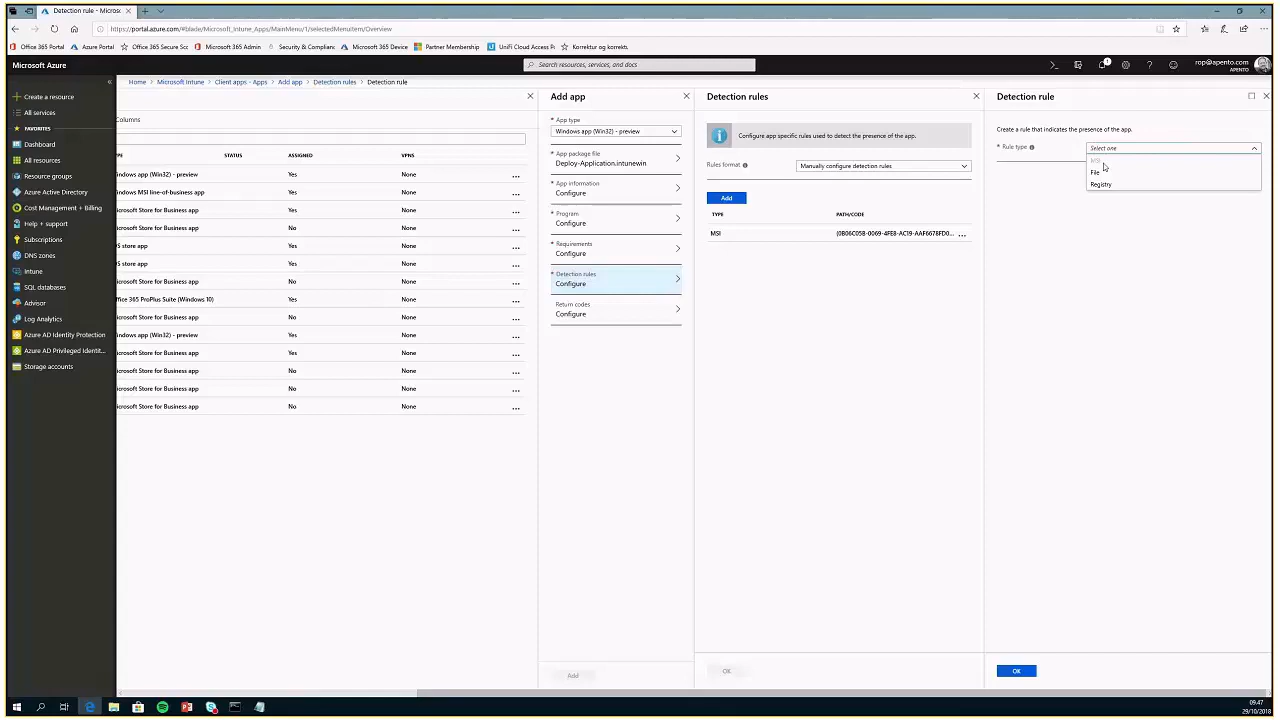 Detection rule - Microsoft
https://portal.azure.com/#blade/Microsoft_Intune_Apps/MainMenu/1/selectedMenuItem/Overview
Office 365 Portal
Azure Portal
Office 365 Secure Sco
Microsoft 365 Admin
Security & Complianc
Microsoft 365 Device
Partner Membership
Unifi Cloud Access Po
Korrektur og korrektu
Microsoft Azure
Search resources, services, and docs
1
rop@apento.com
APENTO
Home > Microsoft Intune > Client apps - Apps > Add app > Detection rules > Detection rule
Create a resource
All services
FAVORITES
Dashboard
All resources
Resource groups
Azure Active Directory
Cost Management + Billing
Help + support
Subscriptions
DNS zones
Intune
SQL databases
Advisor
Log Analytics
Azure AD Identity Protection
Azure AD Privileged Identit...
Storage accounts
Columns
YPE STATUS ASSIGNED VPNS
indows app (Win32) - preview Yes None ...
indows MSI line-of-business app Yes None ...
icrosoft Store for Business app Yes None ...
icrosoft Store for Business app No None ...
S store app Yes None ...
S store app Yes None ...
icrosoft Store for Business app No None ...
ffice 365 ProPlus Suite (Windows 10) Yes None ...
icrosoft Store for Business app No None ...
indows app (Win32) - preview Yes None ...
icrosoft Store for Business app Yes None ...
icrosoft Store for Business app No None ...
icrosoft Store for Business app No None ...
icrosoft Store for Business app No None ...
Add app
* App type
Windows app (Win32) - preview
* App package file
Deploy-Application.intunewin
* App information
Configure
* Program
Configure
* Requirements
Configure
* Detection rules
Configure
Return codes
Configure
Add
Detection rules
Configure app specific rules used to detect the presence of the app.
Rules format
Manually configure detection rules
Add
TYPE PATH/CODE
MSI {0B06C05B-0069-4FE8-AC19-AAF6678FD0... ...
OK
Detection rule
Create a rule that indicates the presence of the app.
* Rule type
Select one
MSI
File
Registry
OK
09.47
29/10/2018